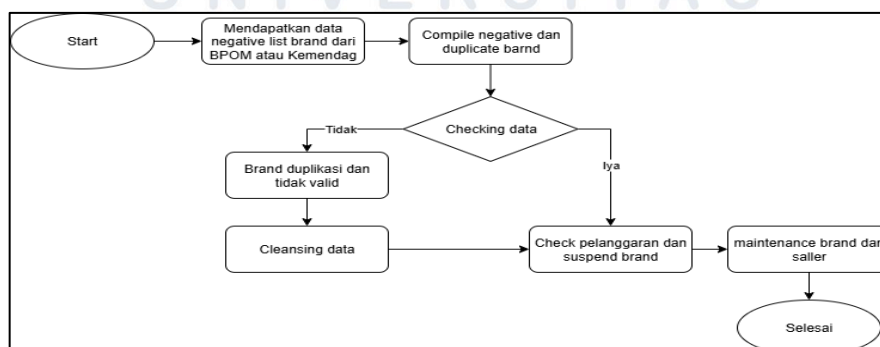 UNIVERSITAS
Start
Mendapatkan data
negative list brand dari
BPOM atau Kemendag
Compile negative dan
duplicate barnd
Checking data
Tidak
Iya
Brand duplikasi dan
tidak valid
Cleansing data
Check pelanggaran dan
suspend brand
maintenance brand dan
saller
Selesai